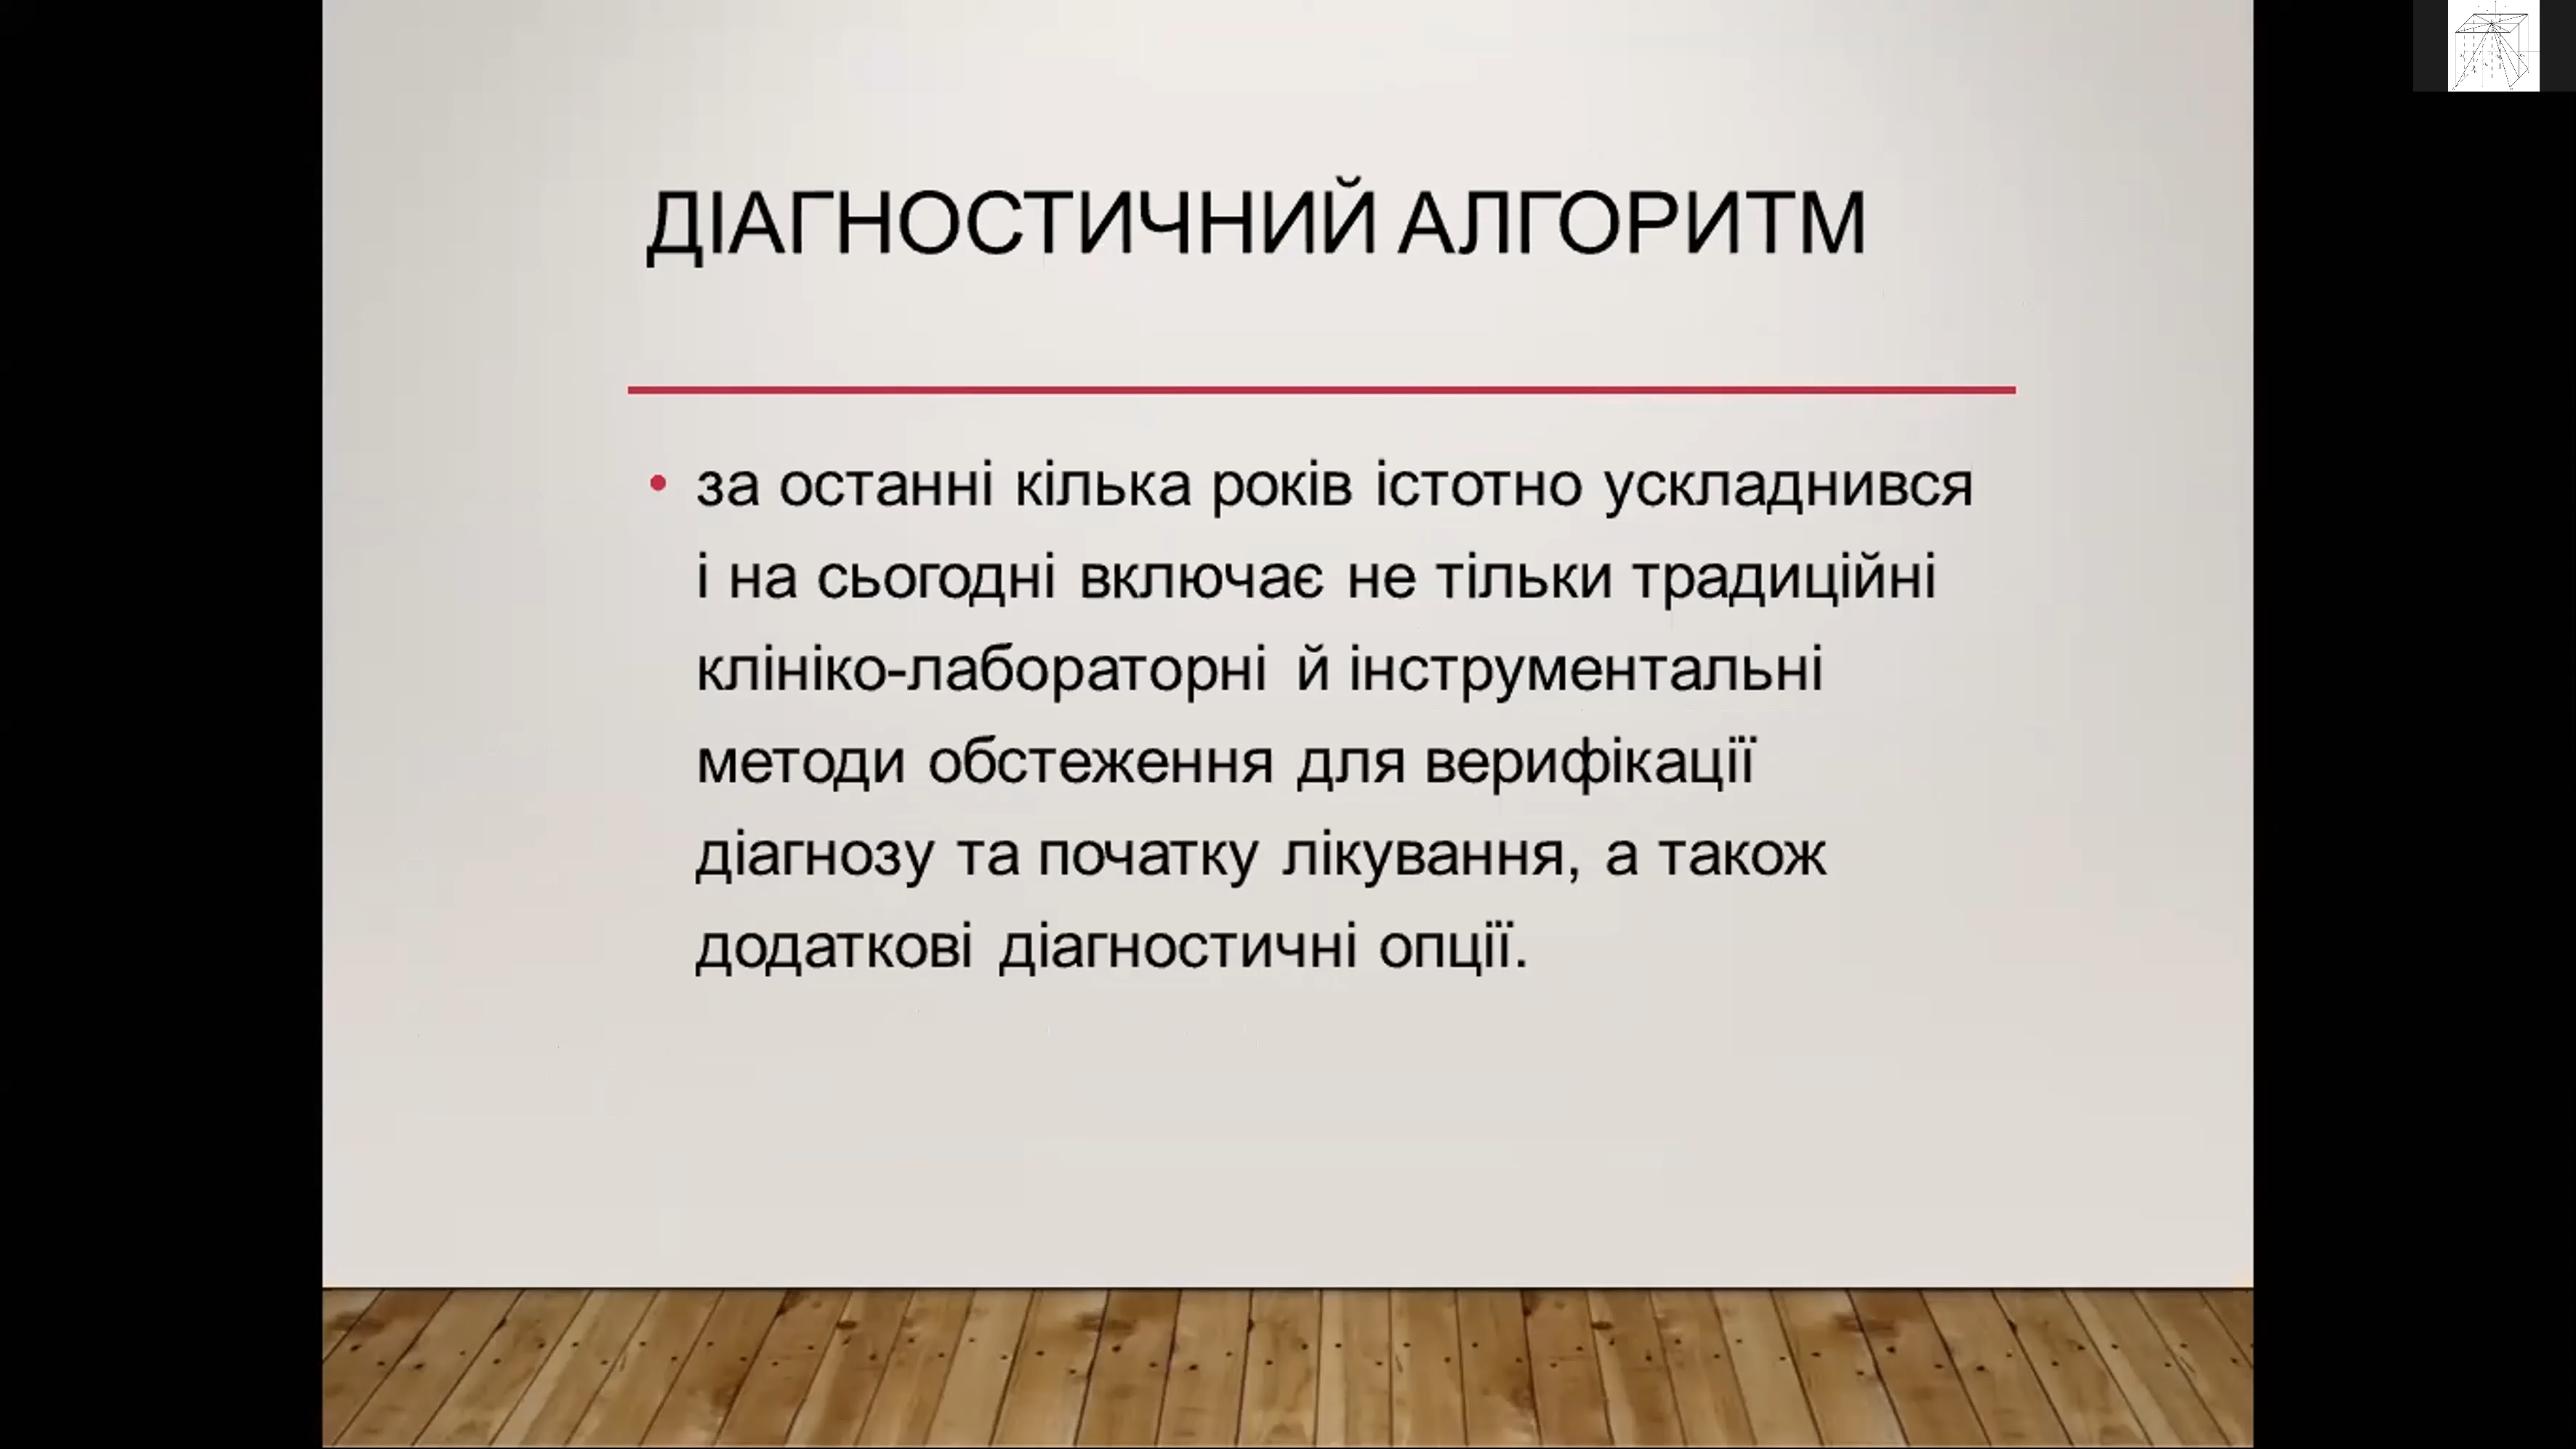 ДІАГНОСТИЧНИЙ АЛГОРИТМ
• за останні кілька років істотно ускладнився
і на сьогодні включає не тільки традиційні
клініко-лабораторні й інструментальні
методи обстеження для верифікації
діагнозу та початку лікування, а також
додаткові діагностичні опції.